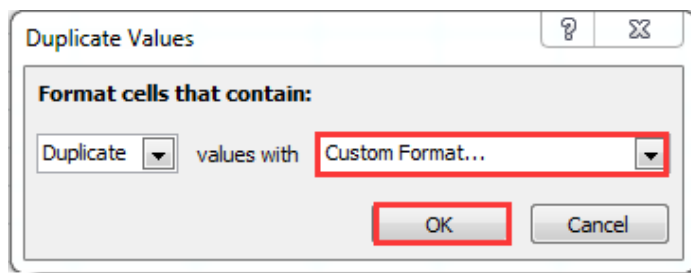 Duplicate Values
Format cells that contain:
Duplicate values with Custom Format...
OK Cancel